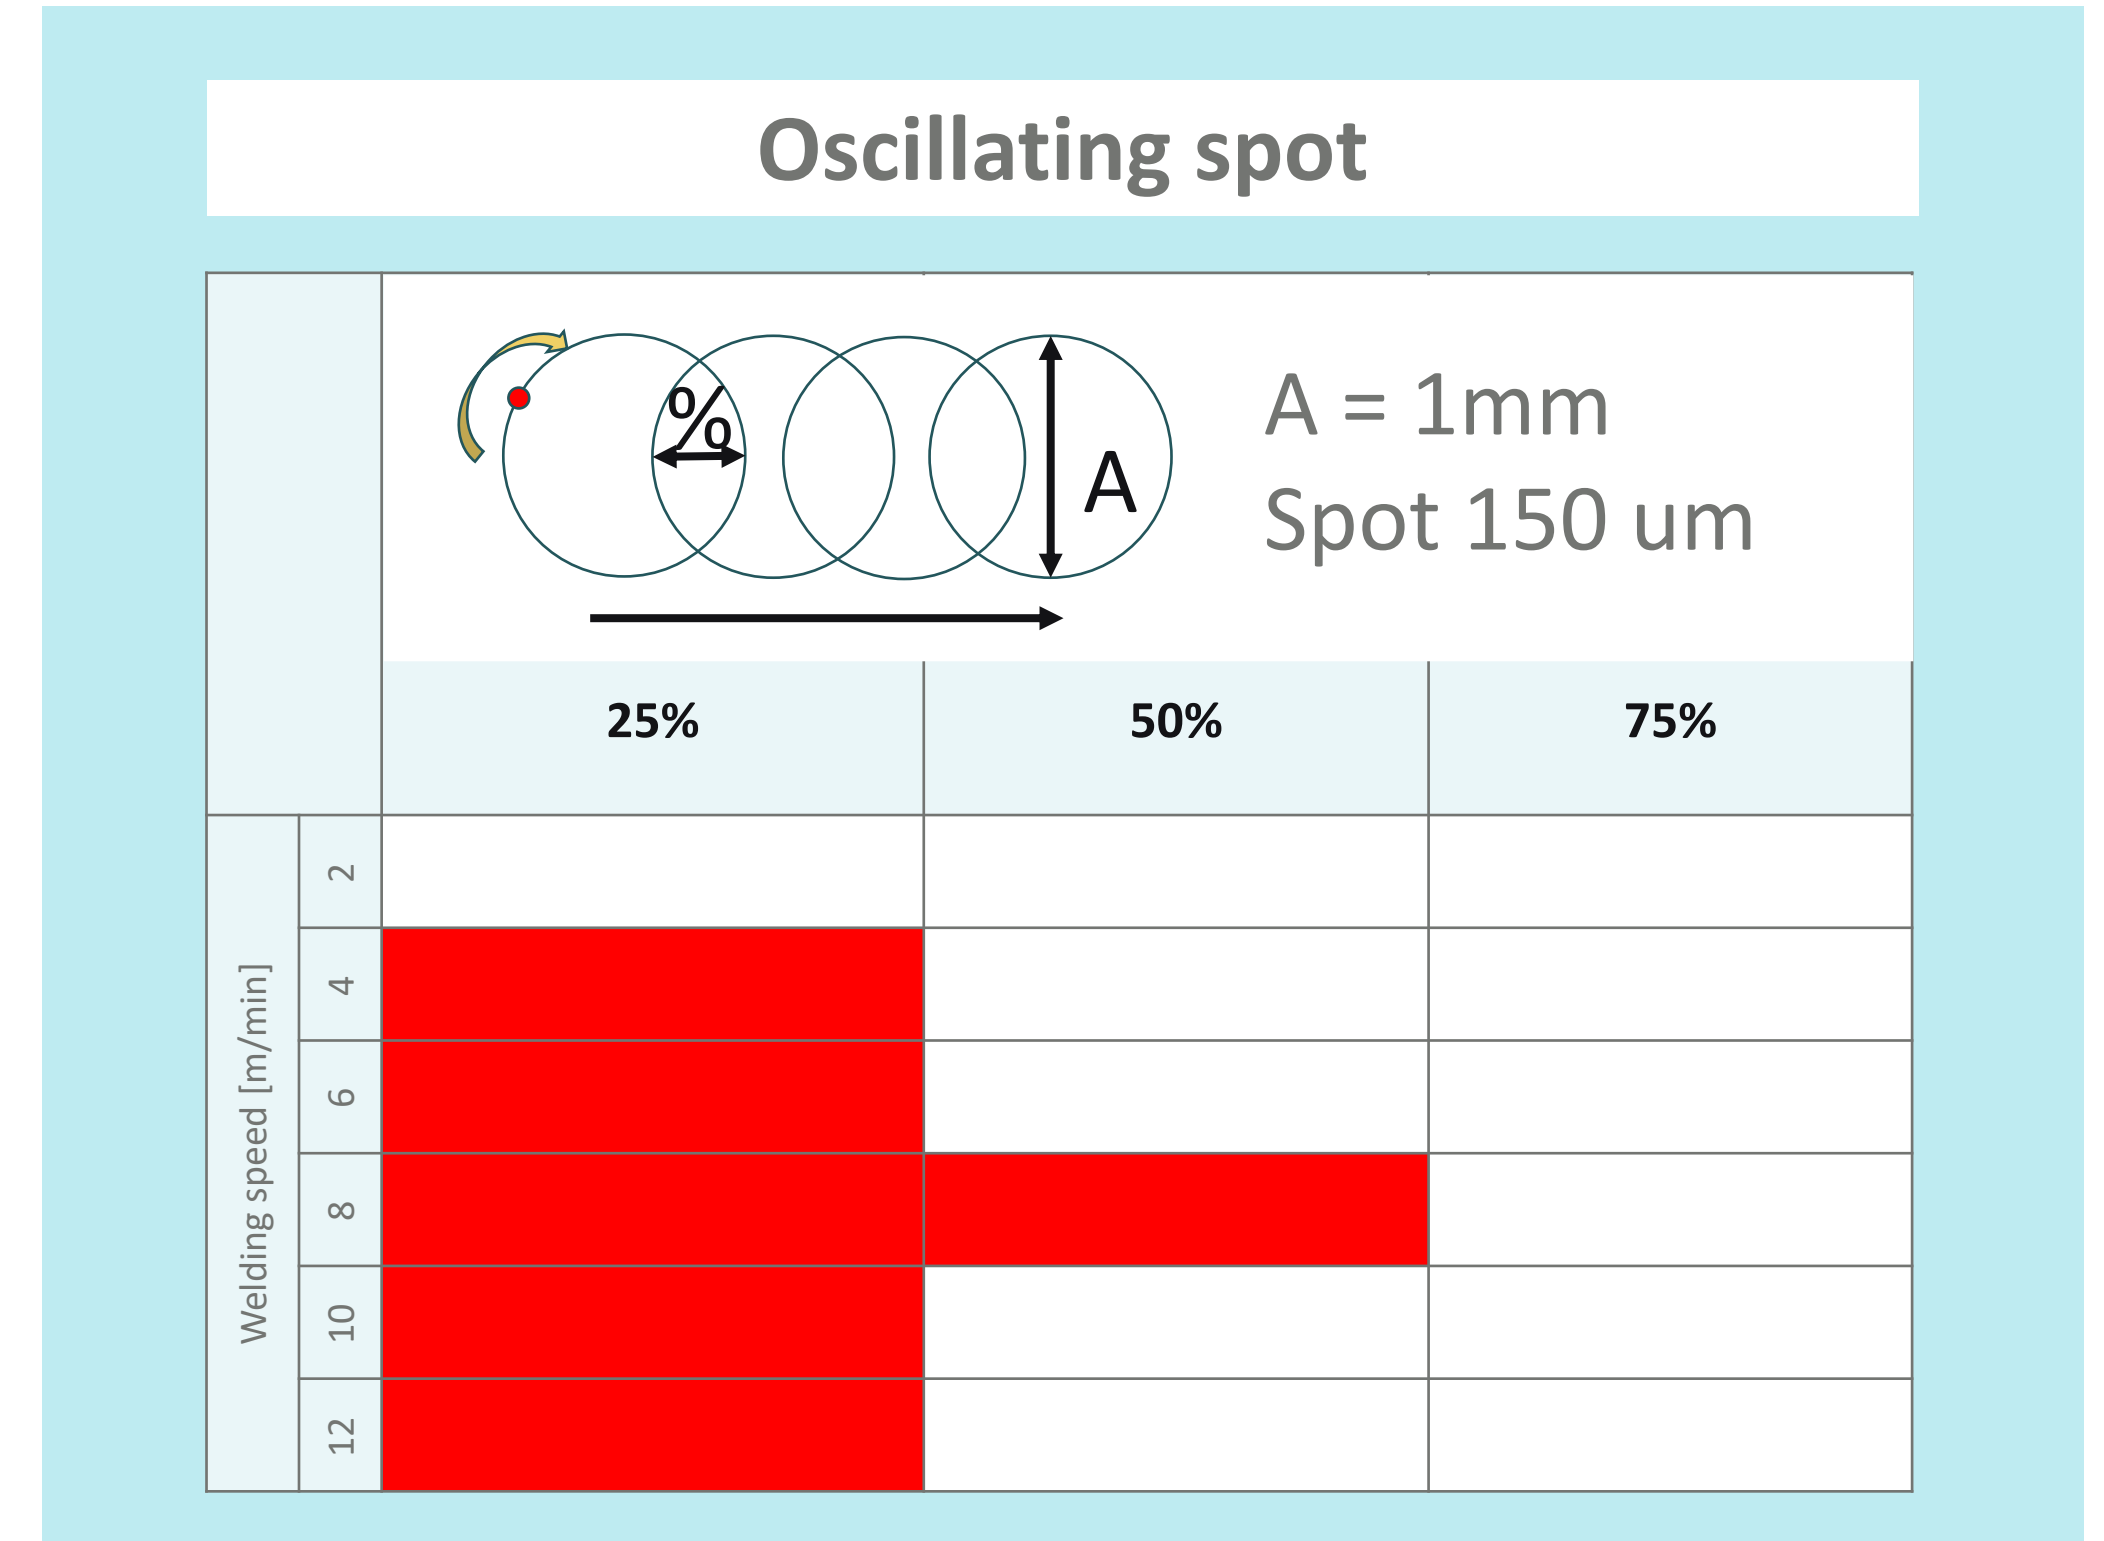 Oscillating spot
%
A
A = 1mm
Spot 150 um
25%
50%
75%
Welding speed [m/min]
2
4
6
8
10
12